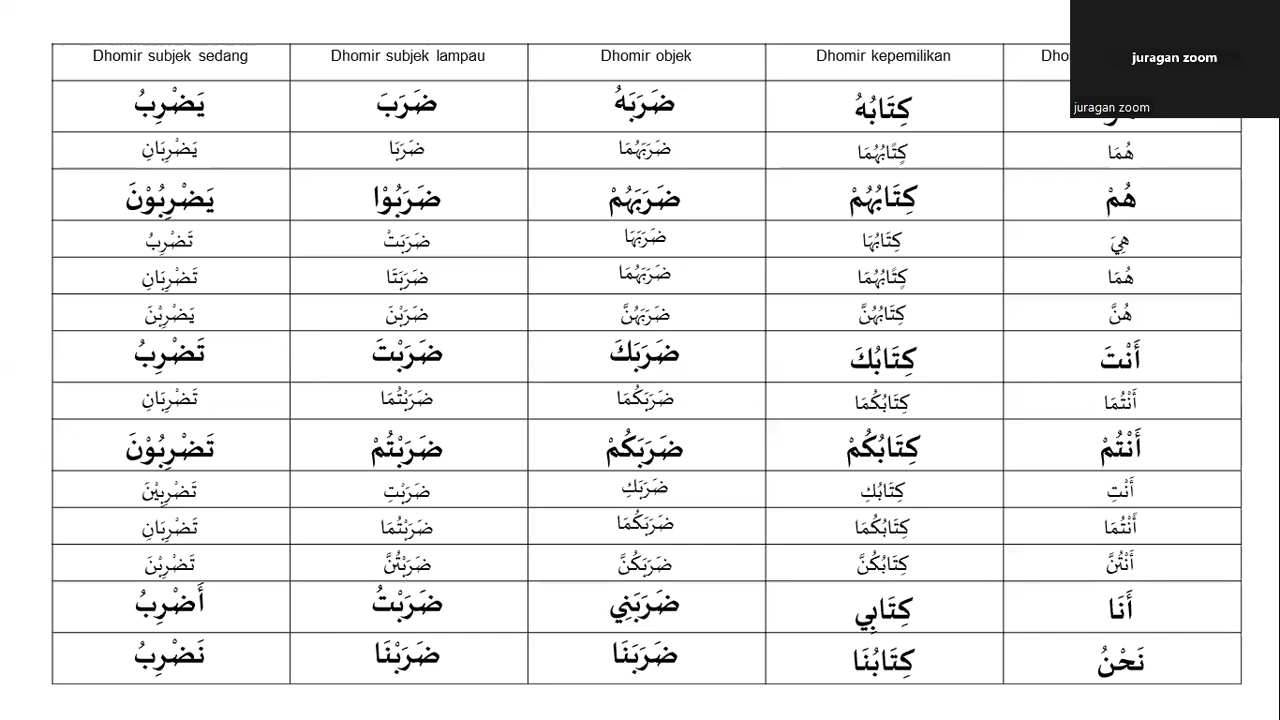 juragan zoom
juragan zoom
Dhomir subjek sedang Dhomir subjek lampau Dhomir objek Dhomir kepemilikan
يَضْرِبُ ضَرَبَ ضَرَبَهُ كِتَابُهُ
يَضْرِبَانِ ضَرَبَا ضَرَبَهُمَا كِتَابُهُمَا هُمَا
يَضْرِبُوْنَ ضَرَبُوْا ضَرَبَهُمْ كِتَابُهُمْ هُمْ
تَضْرِبُ ضَرَبَتْ ضَرَبَهَا كِتَابُهَا هِيَ
تَضْرِبَانِ ضَرَبَتَا ضَرَبَهُمَا كِتَابُهُمَا هُمَا
يَضْرِبْنَ ضَرَبْنَ ضَرَبَهُنَّ كِتَابُهُنَّ هُنَّ
تَضْرِبُ ضَرَبْتَ ضَرَبَكَ كِتَابُكَ أَنْتَ
تَضْرِبَانِ ضَرَبْتُمَا ضَرَبَكُمَا كِتَابُكُمَا أَنْتُمَا
تَضْرِبُوْنَ ضَرَبْتُمْ ضَرَبَكُمْ كِتَابُكُمْ أَنْتُمْ
تَضْرِبِيْنَ ضَرَبْتِ ضَرَبَكِ كِتَابُكِ أَنْتِ
تَضْرِبَانِ ضَرَبْتُمَا ضَرَبَكُمَا كِتَابُكُمَا أَنْتُمَا
تَضْرِبْنَ ضَرَبْتُنَّ ضَرَبَكُنَّ كِتَابُكُنَّ أَنْتُنَّ
أَضْرِبُ ضَرَبْتُ ضَرَبَنِي كِتَابِي أَنَا
نَضْرِبُ ضَرَبْنَا ضَرَبَنَا كِتَابُنَا نَحْنُ